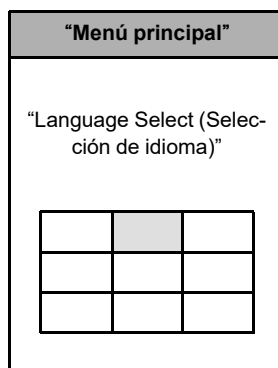 “Menú principal”
“Language Select (Selec-
ción de idioma)”